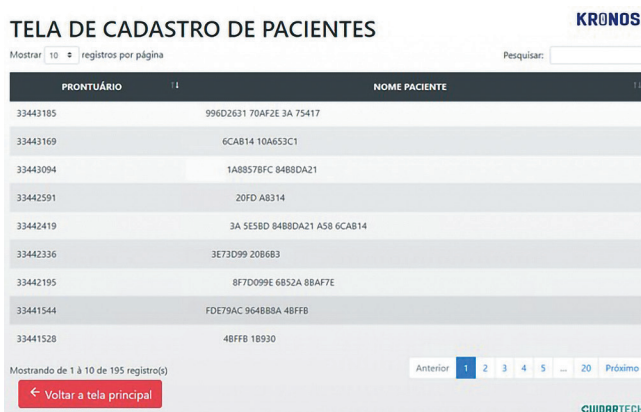 KRONOS
TELA DE CADASTRO DE PACIENTES
Mostrar 10 registros por página
Pesquisar:
PRONTUÁRIO NOME PACIENTE
33443185 996D2631 70AF2E 3A 75417
33443169 6CAB14 10A653C1
33443094 1A8857BFC 84B8DA21
33442591 20FD A8314
33442419 3A 5E5BD 84B8DA21 A58 6CAB14
33442336 3E73D99 20B6B3
33442195 8F7D099E 6B52A 8BAF7E
33441544 FDE79AC 964BB8A 4BFFB
33441528 4BFFB 1B930
Mostrando de 1 à 10 de 195 registro(s)
Anterior 1 2 3 4 5 ... 20 Próximo
← Voltar a tela principal
CUIDARTECH